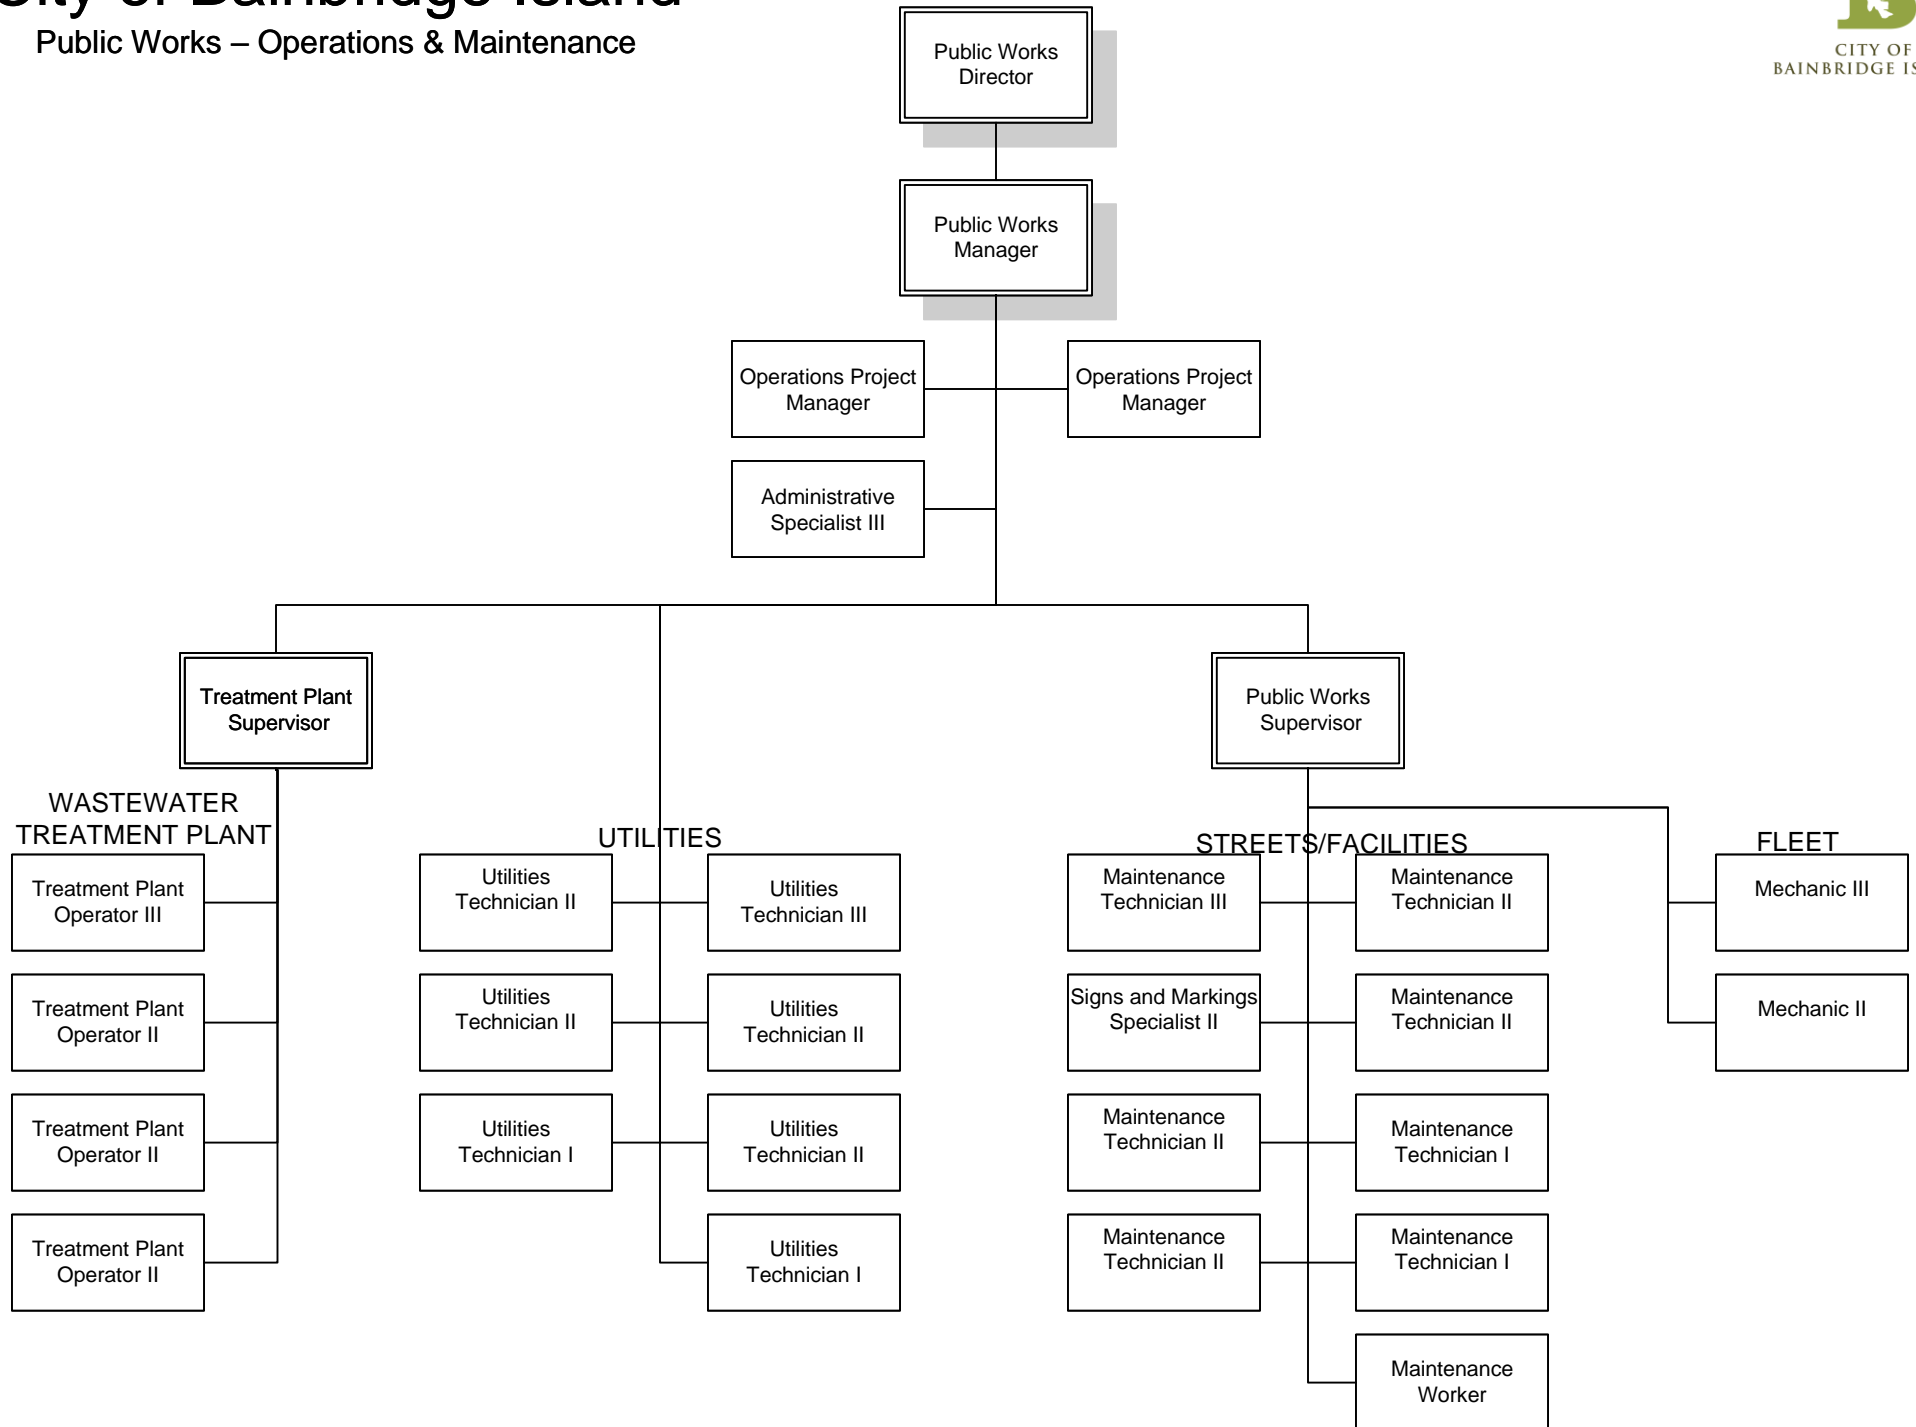 City of Bainbridge Island
Public Works – Operations & Maintenance
CITY OF
BAINBRIDGE
Public Works
Director
Public Works
Manager
Operations Project
Manager
Operations Project
Manager
Administrative
Specialist III
Treatment Plant
Supervisor
Public Works
Supervisor
WASTEWATER
TREATMENT PLANT
Treatment Plant
Operator III
Treatment Plant
Operator II
Treatment Plant
Operator II
Treatment Plant
Operator II
UTILITIES
Utilities
Technician II
Utilities
Technician III
Utilities
Technician II
Utilities
Technician II
Utilities
Technician I
Utilities
Technician II
Utilities
Technician I
STREETS/FACILITIES
Maintenance
Technician III
Maintenance
Technician II
Signs and Markings
Specialist II
Maintenance
Technician II
Maintenance
Technician II
Maintenance
Technician I
Maintenance
Technician II
Maintenance
Technician I
Maintenance
Worker
FLEET
Mechanic III
Mechanic II